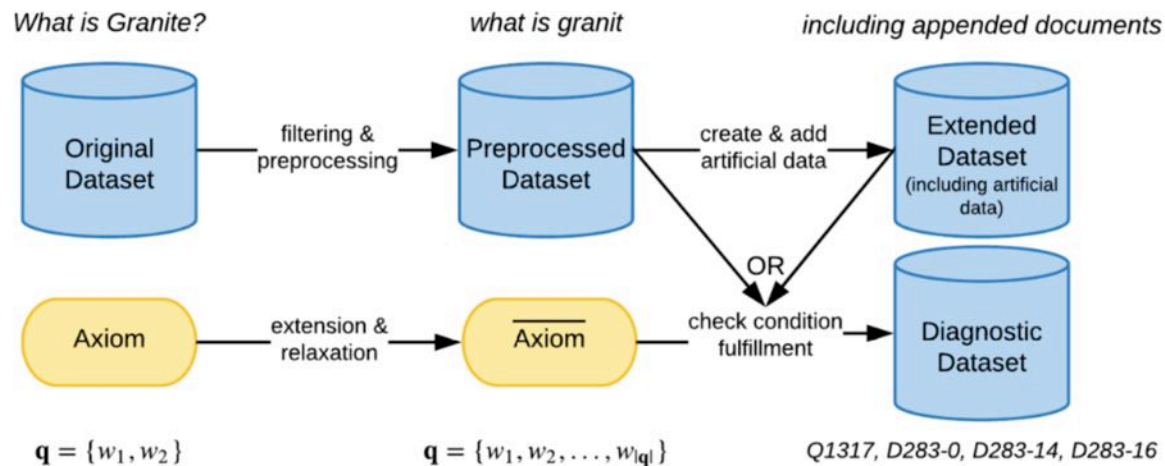 What is Granite?
what is granit
including appended documents
Original
Dataset
filtering &
preprocessing
Preprocessed
Dataset
create & add
artificial data
Extended
Dataset
(including artificial
data)
OR
Axiom
extension &
relaxation
A̅x̅i̅o̅m̅
check condition
fulfillment
Diagnostic
Dataset
q = {w₁, w₂}
q = {w₁, w₂, . . . , w|q|}
Q1317, D283-0, D283-14, D283-16